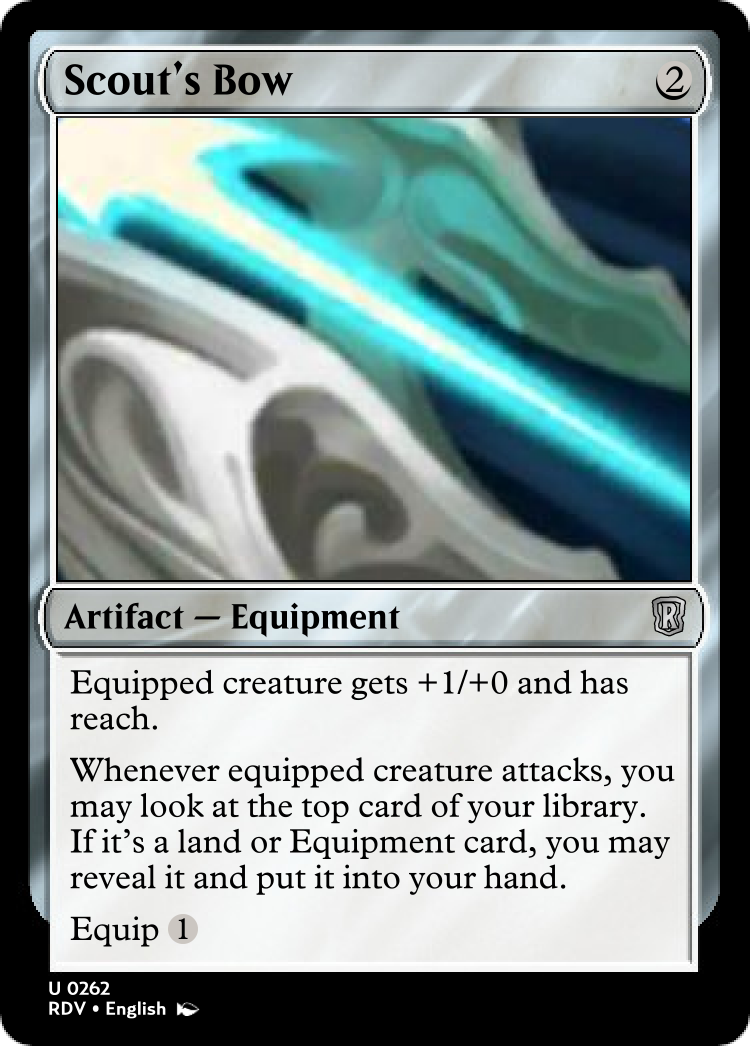 Scout's Bow 2
Artifact — Equipment R
Equipped creature gets +1/+0 and has
reach.
Whenever equipped creature attacks, you
may look at the top card of your library.
If it's a land or Equipment card, you may
reveal it and put it into your hand.
Equip 1
U 0262
RDV • English